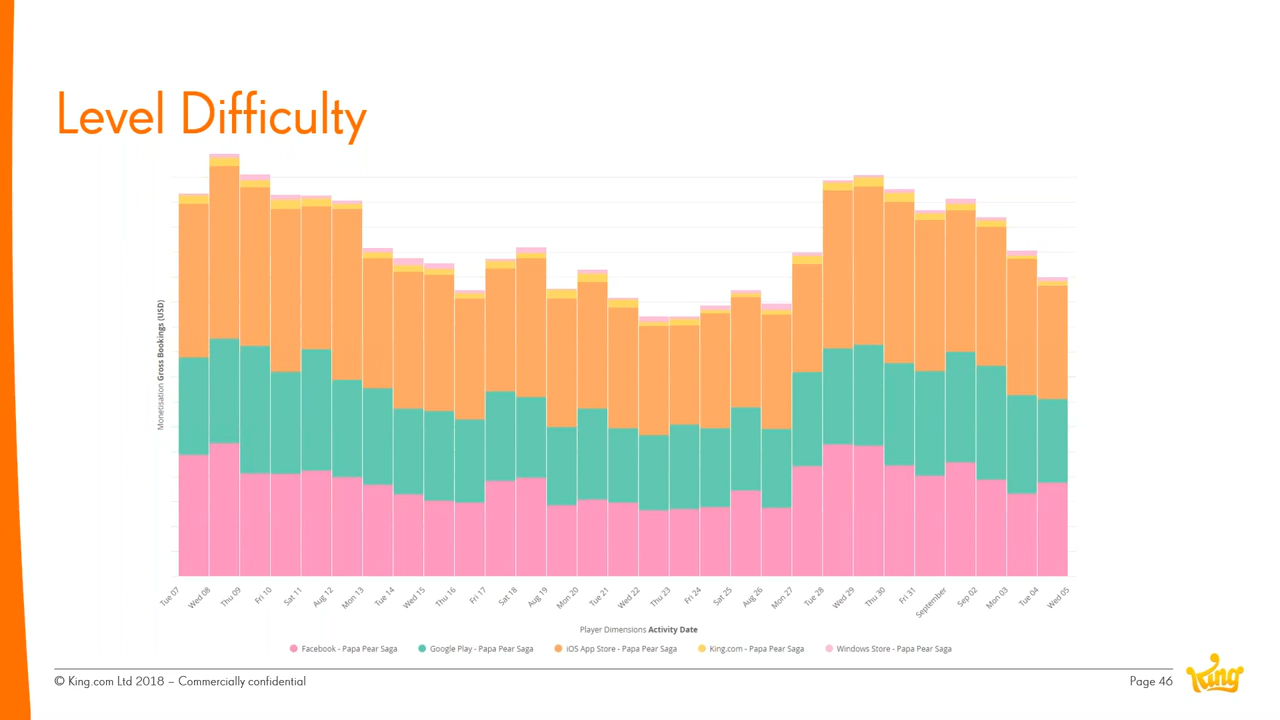 Level Difficulty
Monetisation Gross Bookings (USD)
Tue 07
Wed 08
Thu 09
Fri 10
Sat 11
Aug 12
Mon 13
Tue 14
Wed 15
Thu 16
Fri 17
Sat 18
Aug 19
Mon 20
Tue 21
Wed 22
Thu 23
Fri 24
Sat 25
Aug 26
Mon 27
Tue 28
Wed 29
Thu 30
Fri 31
September
Sep 02
Mon 03
Tue 04
Wed 05
Player Dimensions Activity Date
Facebook - Papa Pear Saga Google Play - Papa Pear Saga iOS App Store - Papa Pear Saga King.com - Papa Pear Saga Windows Store - Papa Pear Saga
© King.com Ltd 2018 – Commercially confidential Page 46
King